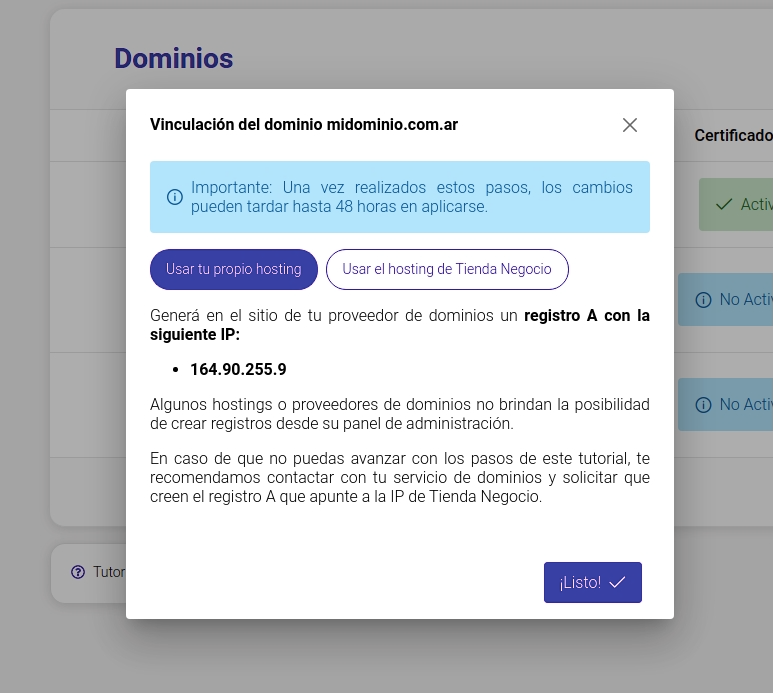 Dominios
Vinculación del dominio midominio.com.ar
Certificado
Importante: Una vez realizados estos pasos, los cambios
pueden tardar hasta 48 horas en aplicarse.
Activ
Usar tu propio hosting
Usar el hosting de Tienda Negocio
No Activ
Generá en el sitio de tu proveedor de dominios un registro A con la
siguiente IP:
• 164.90.255.9
No Activ
Algunos hostings o proveedores de dominios no brindan la posibilidad
de crear registros desde su panel de administración.
En caso de que no puedas avanzar con los pasos de este tutorial, te
recomendamos contactar con tu servicio de dominios y solicitar que
creen el registro A que apunte a la IP de Tienda Negocio.
Tutor
¡Listo!